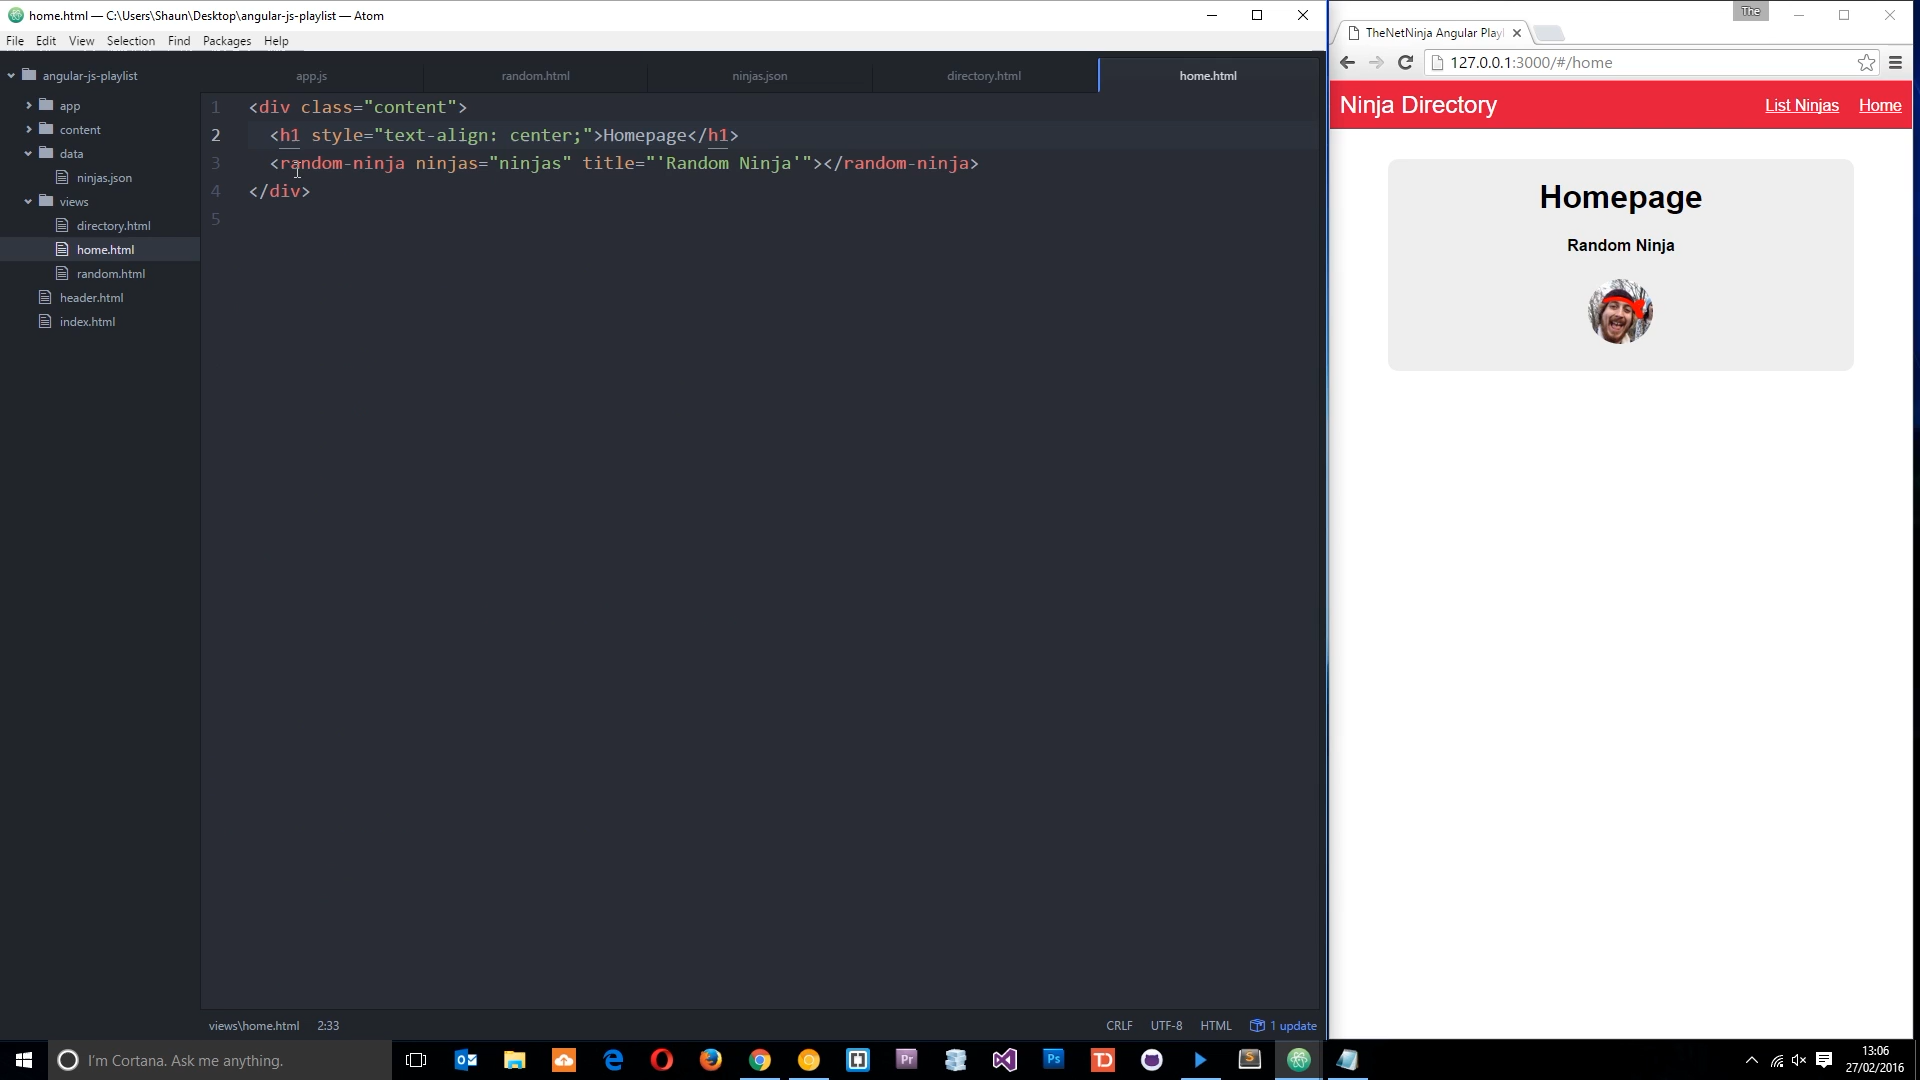 home.html — C:\Users\Shaun\Desktop\angular-js-playlist — Atom
File Edit View Selection Find Packages Help
angular-js-playlist
app
content
data
ninjas.json
views
directory.html
home.html
random.html
header.html
index.html
app.js random.html ninjas.json directory.html home.html
1 <div class="content">
2 <h1 style="text-align: center;">Homepage</h1>
3 <random-ninja ninjas="ninjas" title="'Random Ninja'"></random-ninja>
4 </div>
5
views\home.html 2:33 CRLF UTF-8 HTML 1 update
The
TheNetNinja Angular Play
127.0.0.1:3000/#/home
Ninja Directory List Ninjas Home
Homepage
Random Ninja
I'm Cortana. Ask me anything.
Pr
Ps
TD
S
13:06
27/02/2016